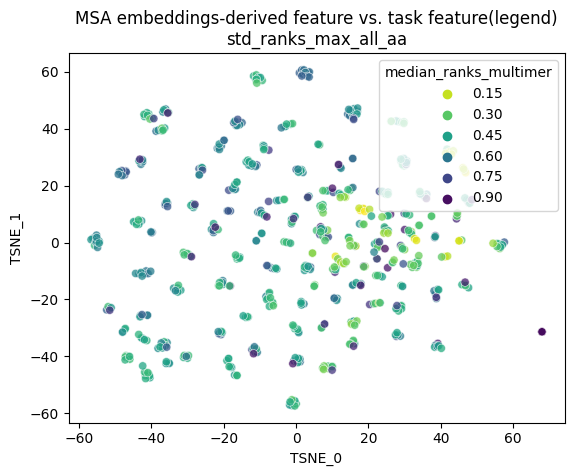 MSA embeddings-derived feature vs. task feature(legend)
std_ranks_max_all_aa
median_ranks_multimer
0.15
0.30
0.45
0.60
0.75
0.90
60
40
20
0
−20
−40
−60
TSNE_1
−60 −40 −20 0 20 40 60
TSNE_0